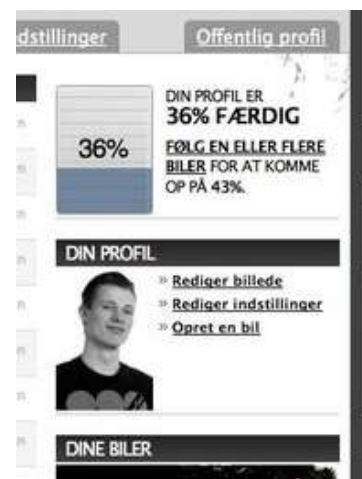 dstillinger
Offentlig profil
36%
DIN PROFIL ER
36% FÆRDIG
FØLG EN ELLER FLERE
BILER FOR AT KOMME
OP PÅ 43%.
DIN PROFIL
» Rediger billede
» Rediger indstillinger
» Opret en bil
DINE BILER